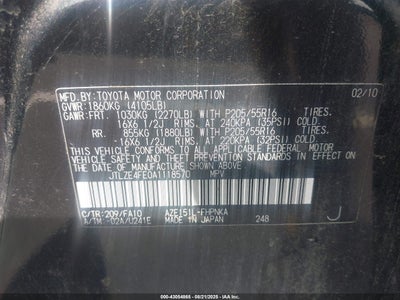 MFD. BY: TOYOTA MOTOR CORPORATION 02/10
GVWR: 1860KG (4105LB)
GAWR: FRT. 1030KG (2270LB) WITH P205/55R16 TIRES.
16X6 1/2J RIMS, AT 240KPA (35PSI) COLD.
RR. 855KG (1880LB) WITH P205/55R16 TIRES,
16X6 1/2J RIMS, AT 220KPA (32PSI) COLD.
THIS VEHICLE CONFORMS TO ALL APPLICABLE
FEDERAL MOTOR VEHICLE SAFETY AND
THEFT PREVENTION STANDARDS IN EFFECT ON THE
DATE OF MANUFACTURE SHOWN ABOVE.
JTLZE4FE0A1118570 MPV
C/TR: 209/FA10 AZE151L-FHPNKA
A/TM: -02A/U241E MADE IN JAPAN 248 J
IAA
000-43054865 - 08/21/2025 - IAAI.COM